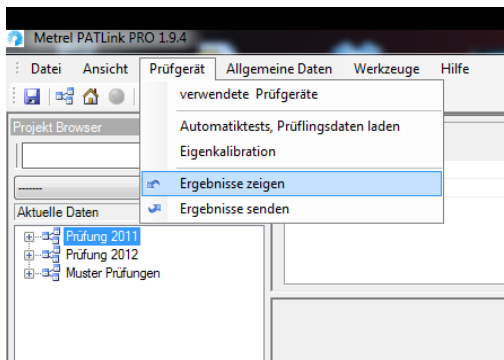 Metrel PATLink PRO 1.9.4
Datei Ansicht Prüfgerät Allgemeine Daten Werkzeuge Hilfe
verwendete Prüfgeräte
Automatiktests, Prüflingsdaten laden
Eigenkalibration
Ergebnisse zeigen
Ergebnisse senden
Projekt Browser
-------
Aktuelle Daten
Prüfung 2011
Prüfung 2012
Muster Prüfungen